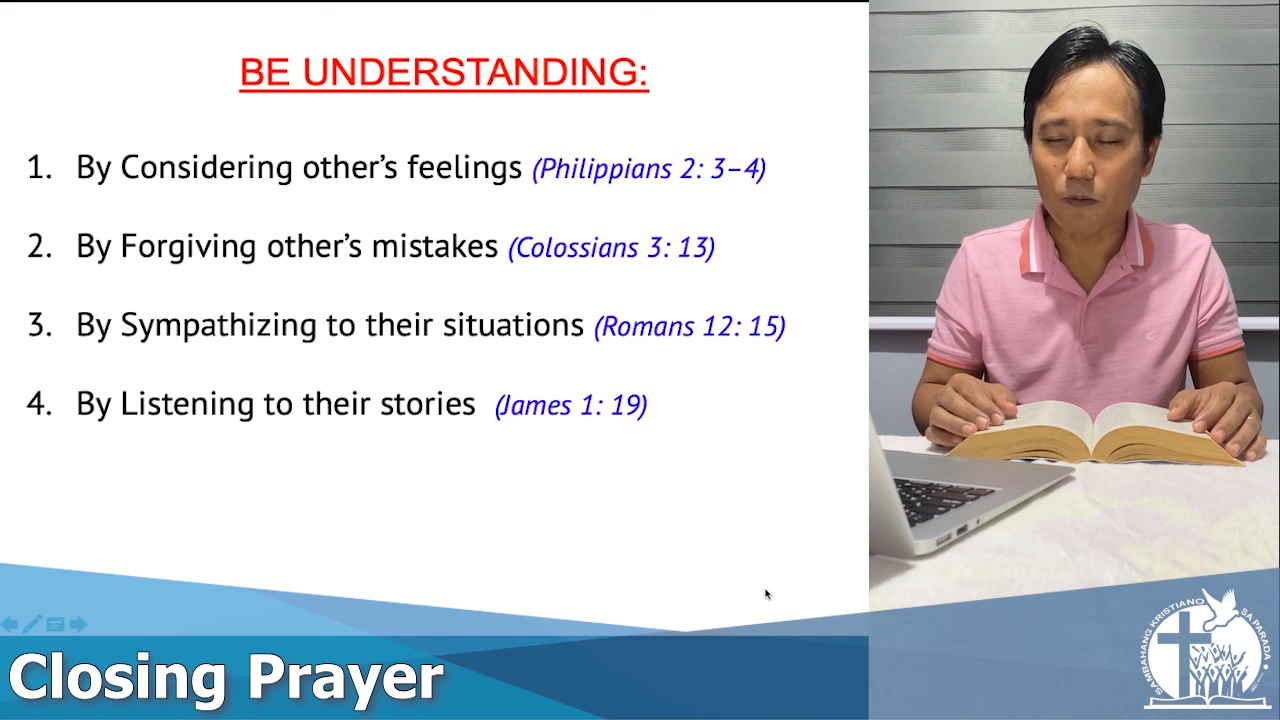 BE UNDERSTANDING:
1. By Considering other's feelings (Philippians 2: 3–4)
2. By Forgiving other's mistakes (Colossians 3: 13)
3. By Sympathizing to their situations (Romans 12: 15)
4. By Listening to their stories (James 1: 19)
Closing Prayer
SAMBAHANG KRISTIANO SA PARADA